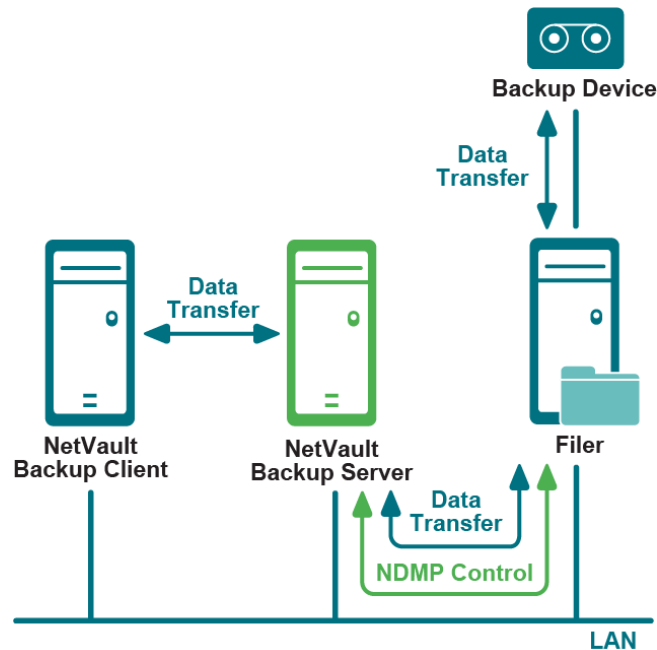 Backup Device
Data
Transfer
Data
Transfer
NetVault
Backup Client
NetVault
Backup Server
Filer
Data
Transfer
NDMP Control
LAN